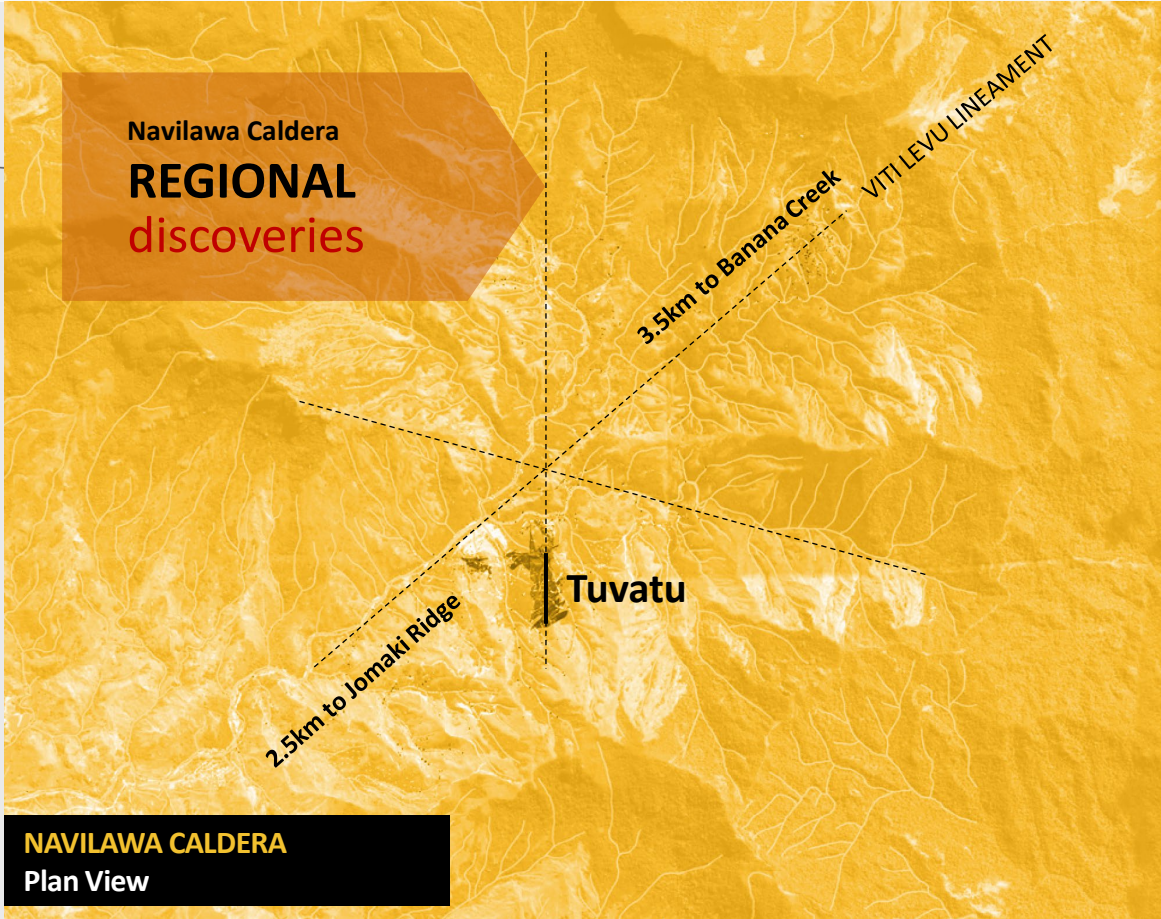 Navilawa Caldera
REGIONAL
discoveries
VITI LEVU LINEAMENT
3.5km to Banana Creek
Tuvatu
2.5km to Jomaki Ridge
NAVILAWA CALDERA
Plan View